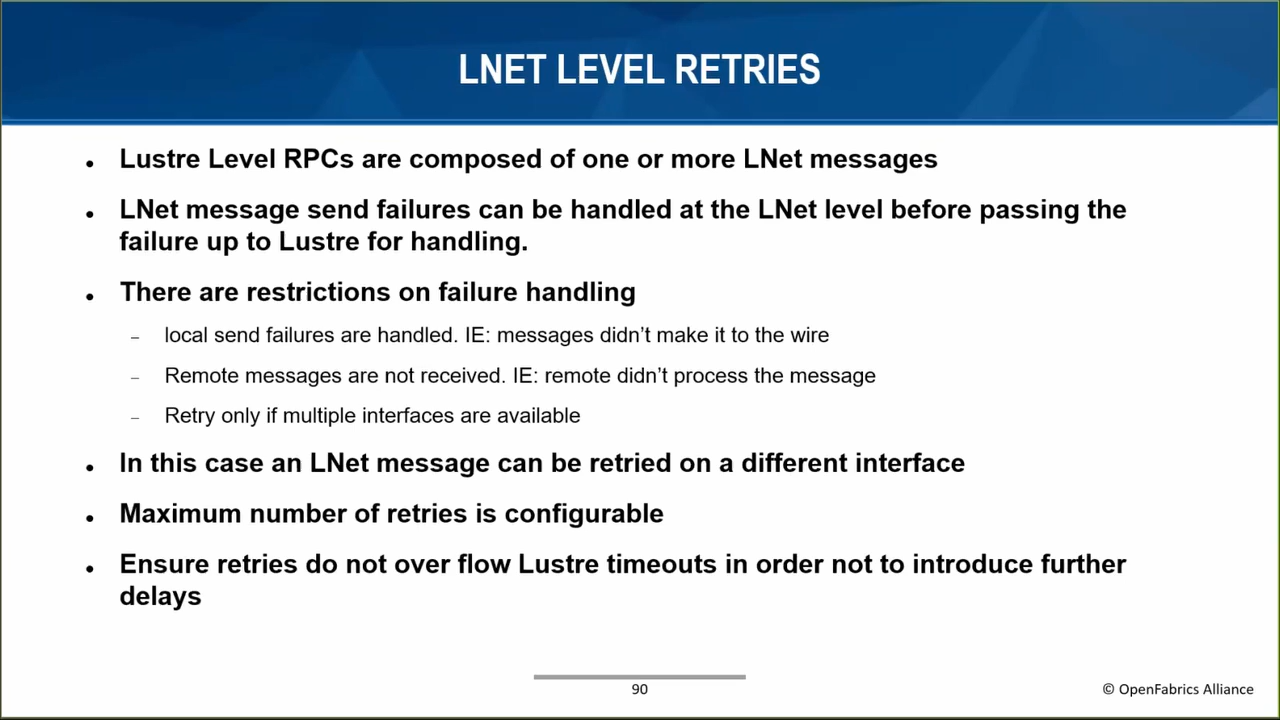 LNET LEVEL RETRIES
• Lustre Level RPCs are composed of one or more LNet messages
• LNet message send failures can be handled at the LNet level before passing the
failure up to Lustre for handling.
• There are restrictions on failure handling
– local send failures are handled. IE: messages didn’t make it to the wire
– Remote messages are not received. IE: remote didn’t process the message
– Retry only if multiple interfaces are available
• In this case an LNet message can be retried on a different interface
• Maximum number of retries is configurable
• Ensure retries do not over flow Lustre timeouts in order not to introduce further
delays
90
© OpenFabrics Alliance